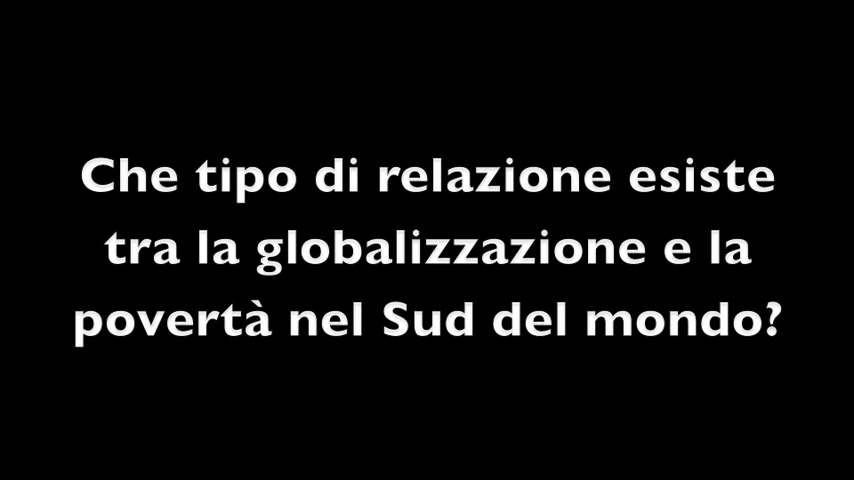 Che tipo di relazione esiste
tra la globalizzazione e la
povertà nel Sud del mondo?